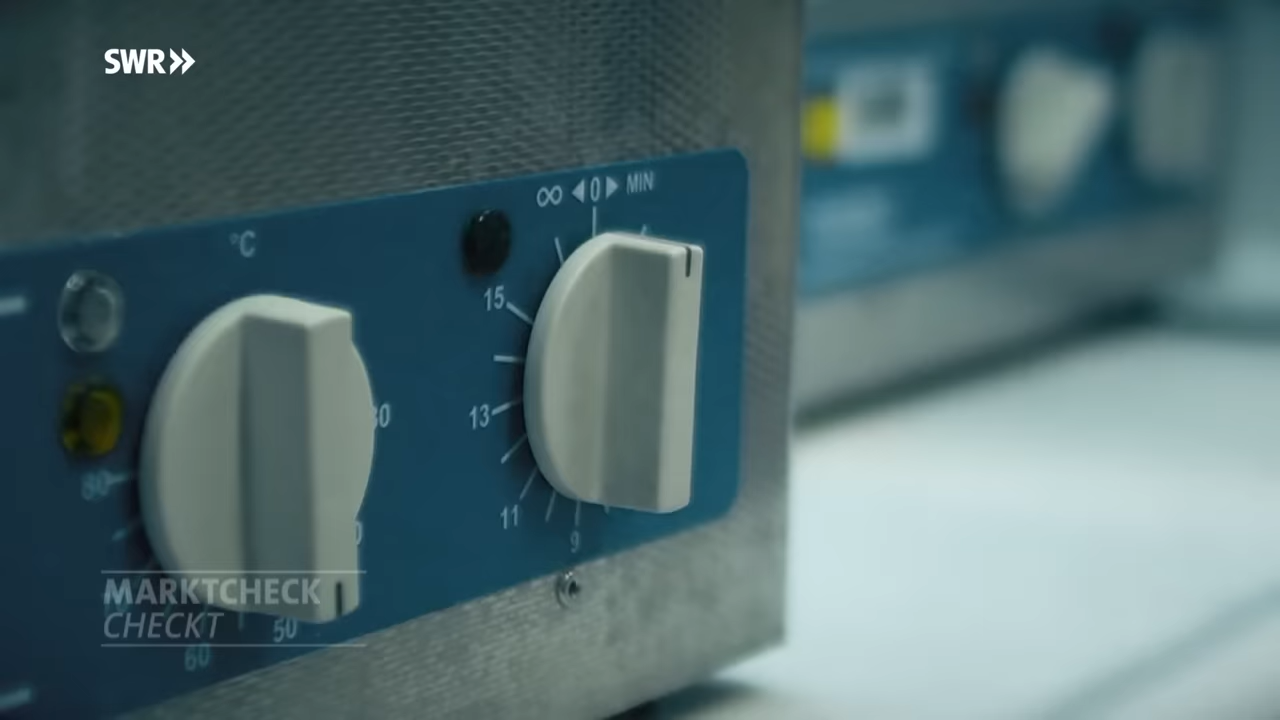 SWR»
∞ ◀0▶ MIN
°C
15
13
11
9
80
30
50
60
MARKTCHECK
CHECKT